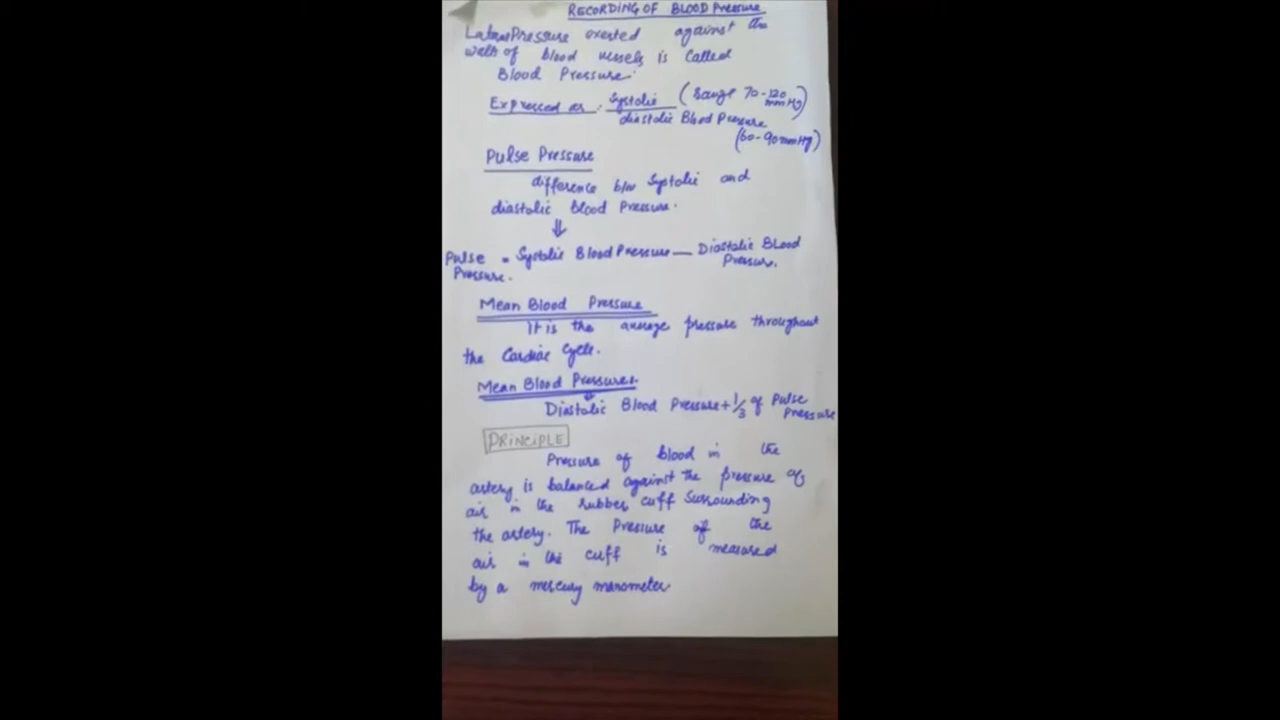 RECORDING OF BLOOD PRESSURE
Lateral Pressure exerted against the
walls of blood vessels is called
Blood Pressure.
Expressed as : Systolic (range 70-120 mmHg)
diastolic Blood Pressure
(60-90 mmHg)
Pulse Pressure
difference b/w Systolic and
diastolic blood Pressure.
⇓
Pulse Pressure. = Systolic Blood Pressure — Diastolic Blood Pressure.
Mean Blood Pressure
It is the average pressure throughout
the Cardiac Cycle.
Mean Blood Pressure
Diastolic Blood Pressure + 1/3 of Pulse Pressure
PRINCIPLE
Pressure of blood in the
artery is balanced against the pressure of
air in the rubber cuff surrounding
the artery. The Pressure of the
air in the cuff is measured
by a mercury manometer